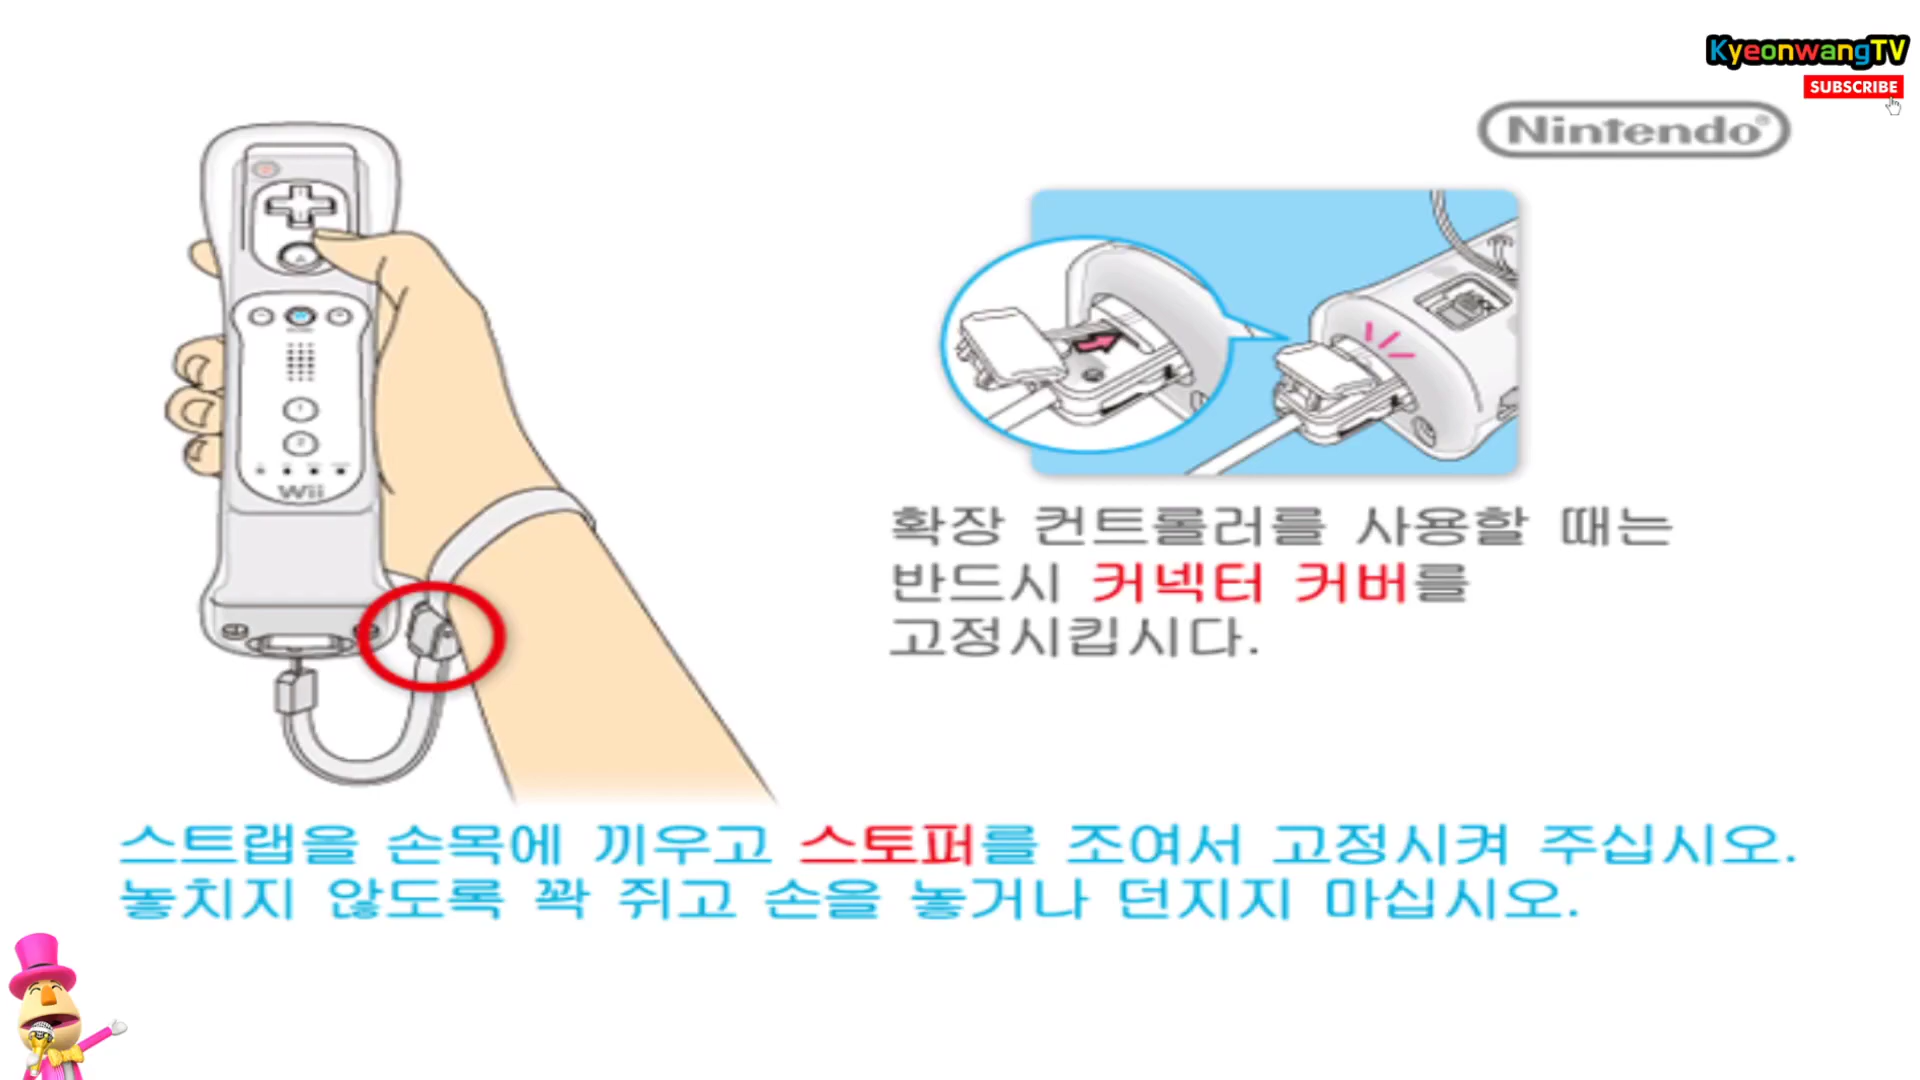 KyeonwangTV
SUBSCRIBE
Nintendo®
Wii
확장 컨트롤러를 사용할 때는
반드시 커넥터 커버를
고정시킵시다.
스트랩을 손목에 끼우고 스토퍼를 조여서 고정시켜 주십시오.
놓치지 않도록 꽉 쥐고 손을 놓거나 던지지 마십시오.